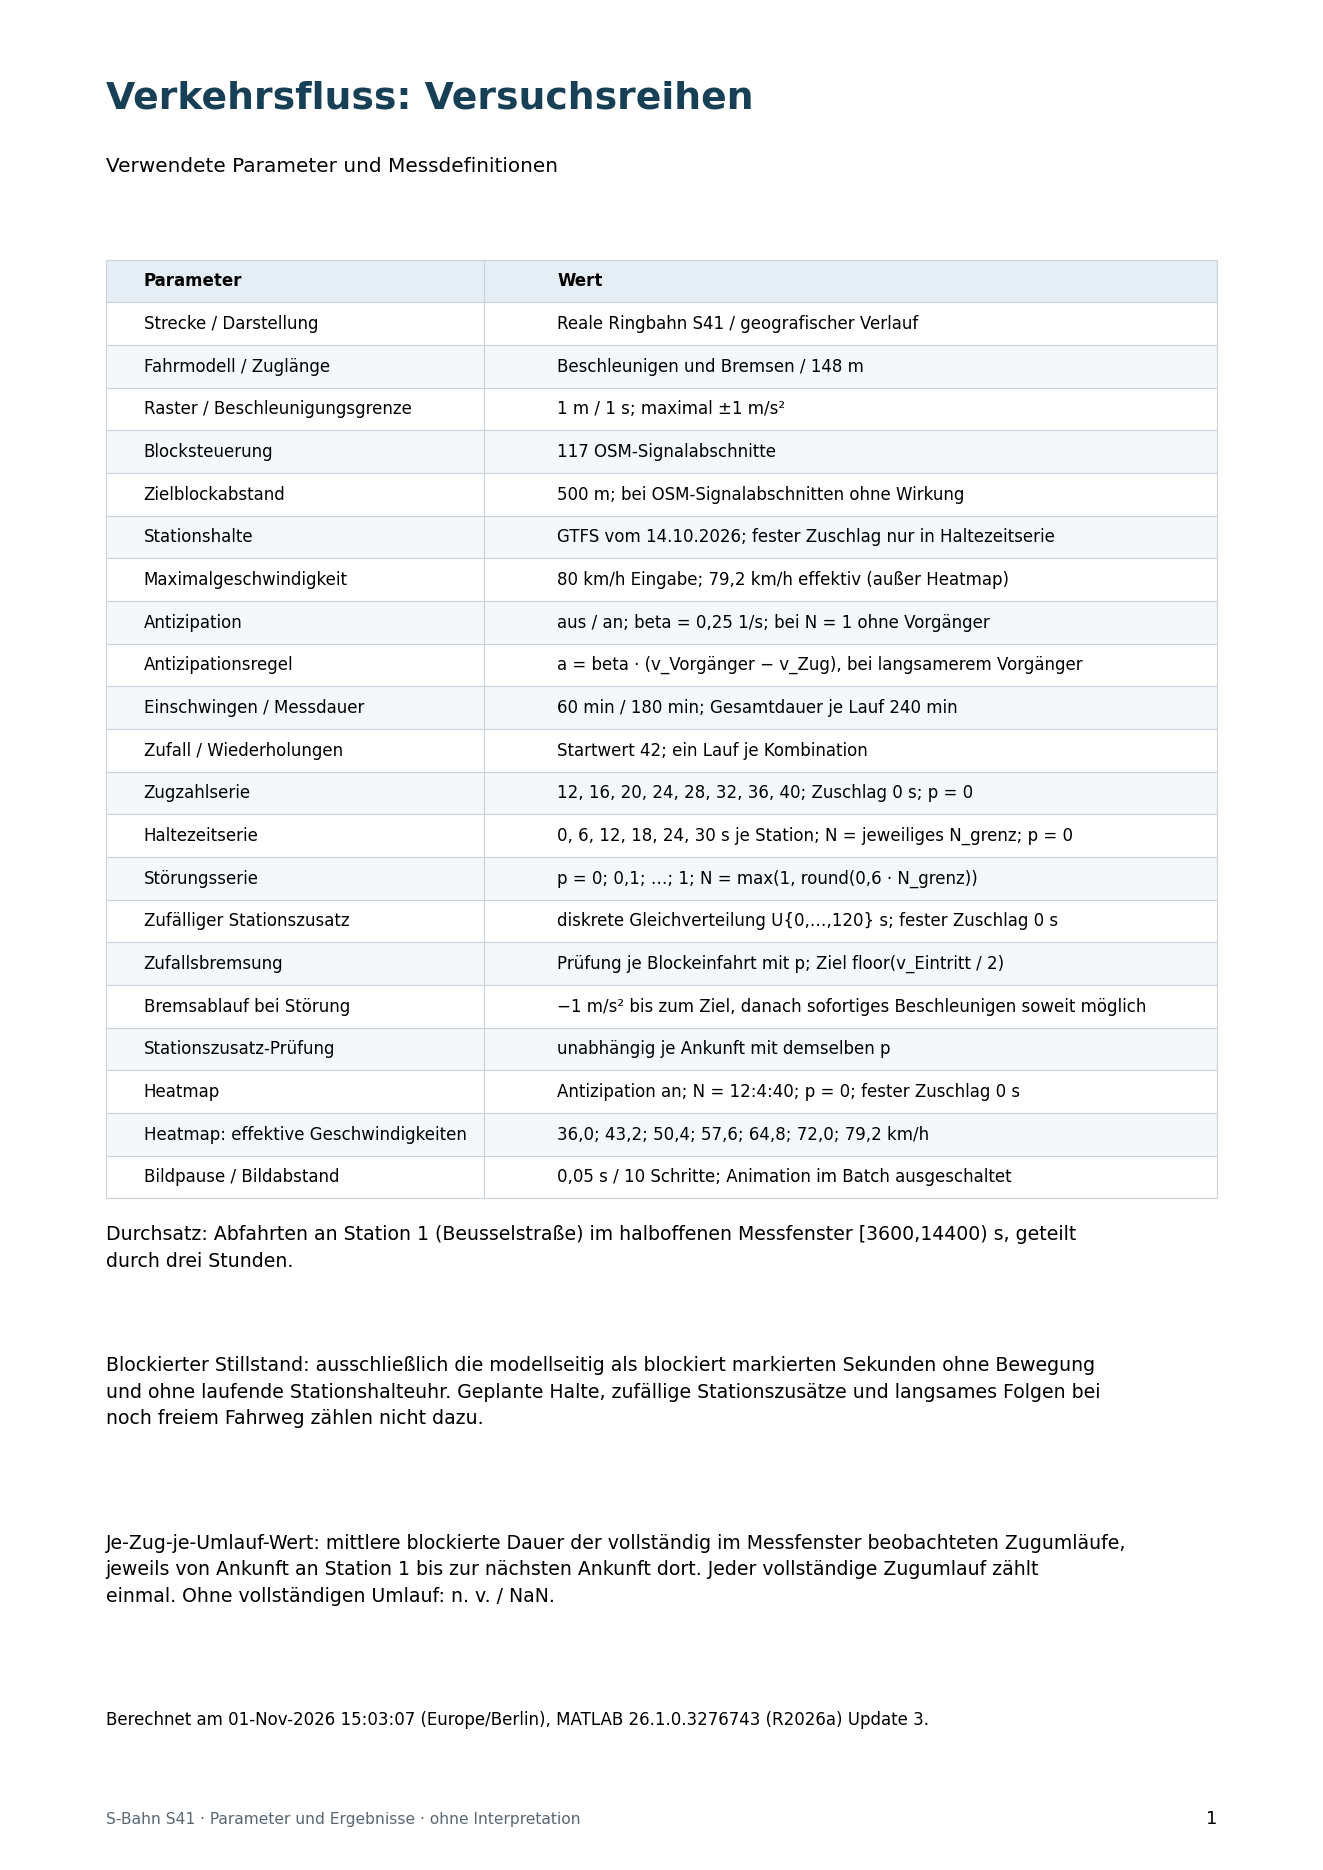 Verkehrsfluss: Versuchsreihen
Verwendete Parameter und Messdefinitionen
Parameter Wert
Strecke / Darstellung Reale Ringbahn S41 / geografischer Verlauf
Fahrmodell / Zuglänge Beschleunigen und Bremsen / 148 m
Raster / Beschleunigungsgrenze 1 m / 1 s; maximal ±1 m/s²
Blocksteuerung 117 OSM-Signalabschnitte
Zielblockabstand 500 m; bei OSM-Signalabschnitten ohne Wirkung
Stationshalte GTFS vom 14.10.2026; fester Zuschlag nur in Haltezeitserie
Maximalgeschwindigkeit 80 km/h Eingabe; 79,2 km/h effektiv (außer Heatmap)
Antizipation aus / an; beta = 0,25 1/s; bei N = 1 ohne Vorgänger
Antizipationsregel a = beta · (v_Vorgänger − v_Zug), bei langsamerem Vorgänger
Einschwingen / Messdauer 60 min / 180 min; Gesamtdauer je Lauf 240 min
Zufall / Wiederholungen Startwert 42; ein Lauf je Kombination
Zugzahlserie 12, 16, 20, 24, 28, 32, 36, 40; Zuschlag 0 s; p = 0
Haltezeitserie 0, 6, 12, 18, 24, 30 s je Station; N = jeweiliges N_grenz; p = 0
Störungsserie p = 0; 0,1; …; 1; N = max(1, round(0,6 · N_grenz))
Zufälliger Stationszusatz diskrete Gleichverteilung U{0,…,120} s; fester Zuschlag 0 s
Zufallsbremsung Prüfung je Blockeinfahrt mit p; Ziel floor(v_Eintritt / 2)
Bremsablauf bei Störung −1 m/s² bis zum Ziel, danach sofortiges Beschleunigen soweit möglich
Stationszusatz-Prüfung unabhängig je Ankunft mit demselben p
Heatmap Antizipation an; N = 12:4:40; p = 0; fester Zuschlag 0 s
Heatmap: effektive Geschwindigkeiten 36,0; 43,2; 50,4; 57,6; 64,8; 72,0; 79,2 km/h
Bildpause / Bildabstand 0,05 s / 10 Schritte; Animation im Batch ausgeschaltet
Durchsatz: Abfahrten an Station 1 (Beusselstraße) im halboffenen Messfenster [3600,14400) s, geteilt
durch drei Stunden.
Blockierter Stillstand: ausschließlich die modellseitig als blockiert markierten Sekunden ohne Bewegung
und ohne laufende Stationshalteuhr. Geplante Halte, zufällige Stationszusätze und langsames Folgen bei
noch freiem Fahrweg zählen nicht dazu.
Je-Zug-je-Umlauf-Wert: mittlere blockierte Dauer der vollständig im Messfenster beobachteten Zugumläufe,
jeweils von Ankunft an Station 1 bis zur nächsten Ankunft dort. Jeder vollständige Zugumlauf zählt
einmal. Ohne vollständigen Umlauf: n. v. / NaN.
Berechnet am 01-Nov-2026 15:03:07 (Europe/Berlin), MATLAB 26.1.0.3276743 (R2026a) Update 3.
S-Bahn S41 · Parameter und Ergebnisse · ohne Interpretation 1